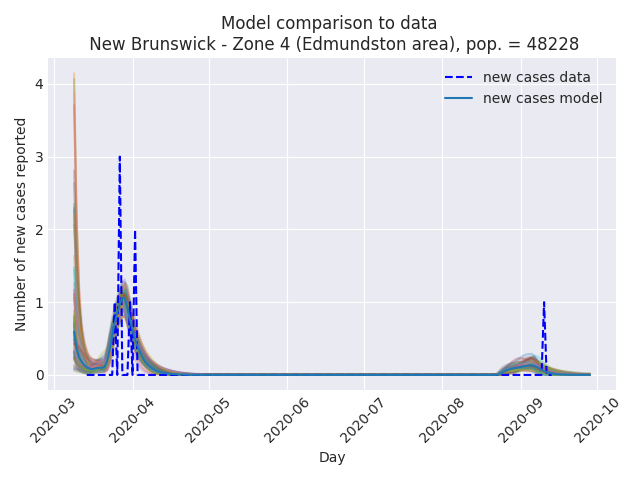 Model comparison to data
New Brunswick - Zone 4 (Edmundston area), pop. = 48228
new cases data
new cases model
Number of new cases reported
4
3
2
1
0
2020-03
2020-04
2020-05
2020-06
2020-07
2020-08
2020-09
2020-10
Day